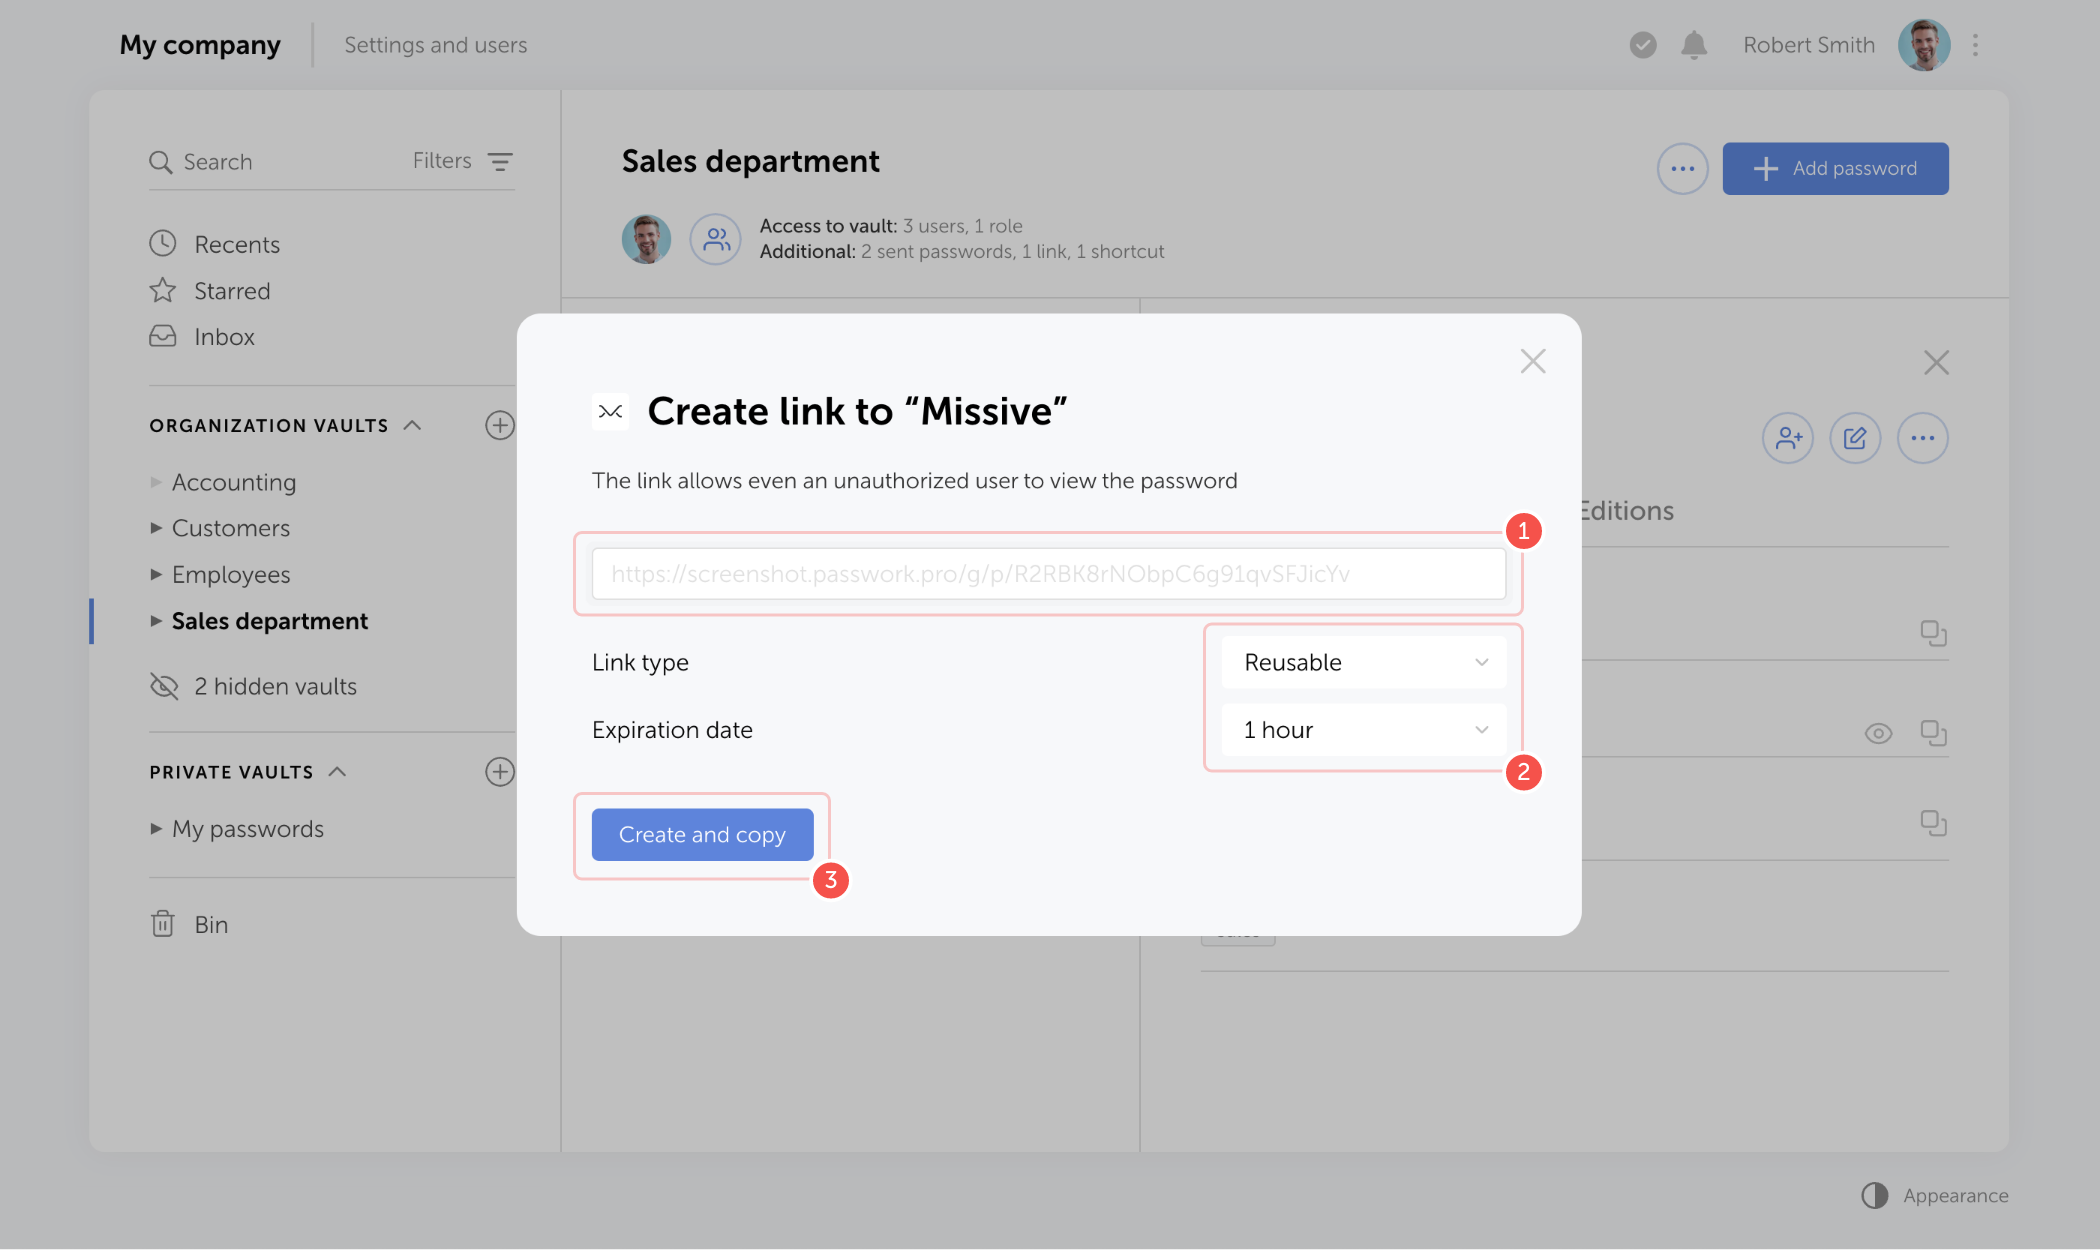 My company
Settings and users
Robert Smith
Search
Filters
Recents
Starred
Inbox
ORGANIZATION VAULTS
Accounting
Customers
Employees
Sales department
2 hidden vaults
PRIVATE VAULTS
My passwords
Bin
Sales department
Add password
Access to vault: 3 users, 1 role
Additional: 2 sent passwords, 1 link, 1 shortcut
Editions
Create link to “Missive”
The link allows even an unauthorized user to view the password
1
https://screenshot.passwork.pro/g/p/R2RBK8rNObpC6g91qvSFJicYv
Link type
Reusable
Expiration date
1 hour
2
Create and copy
3
Appearance